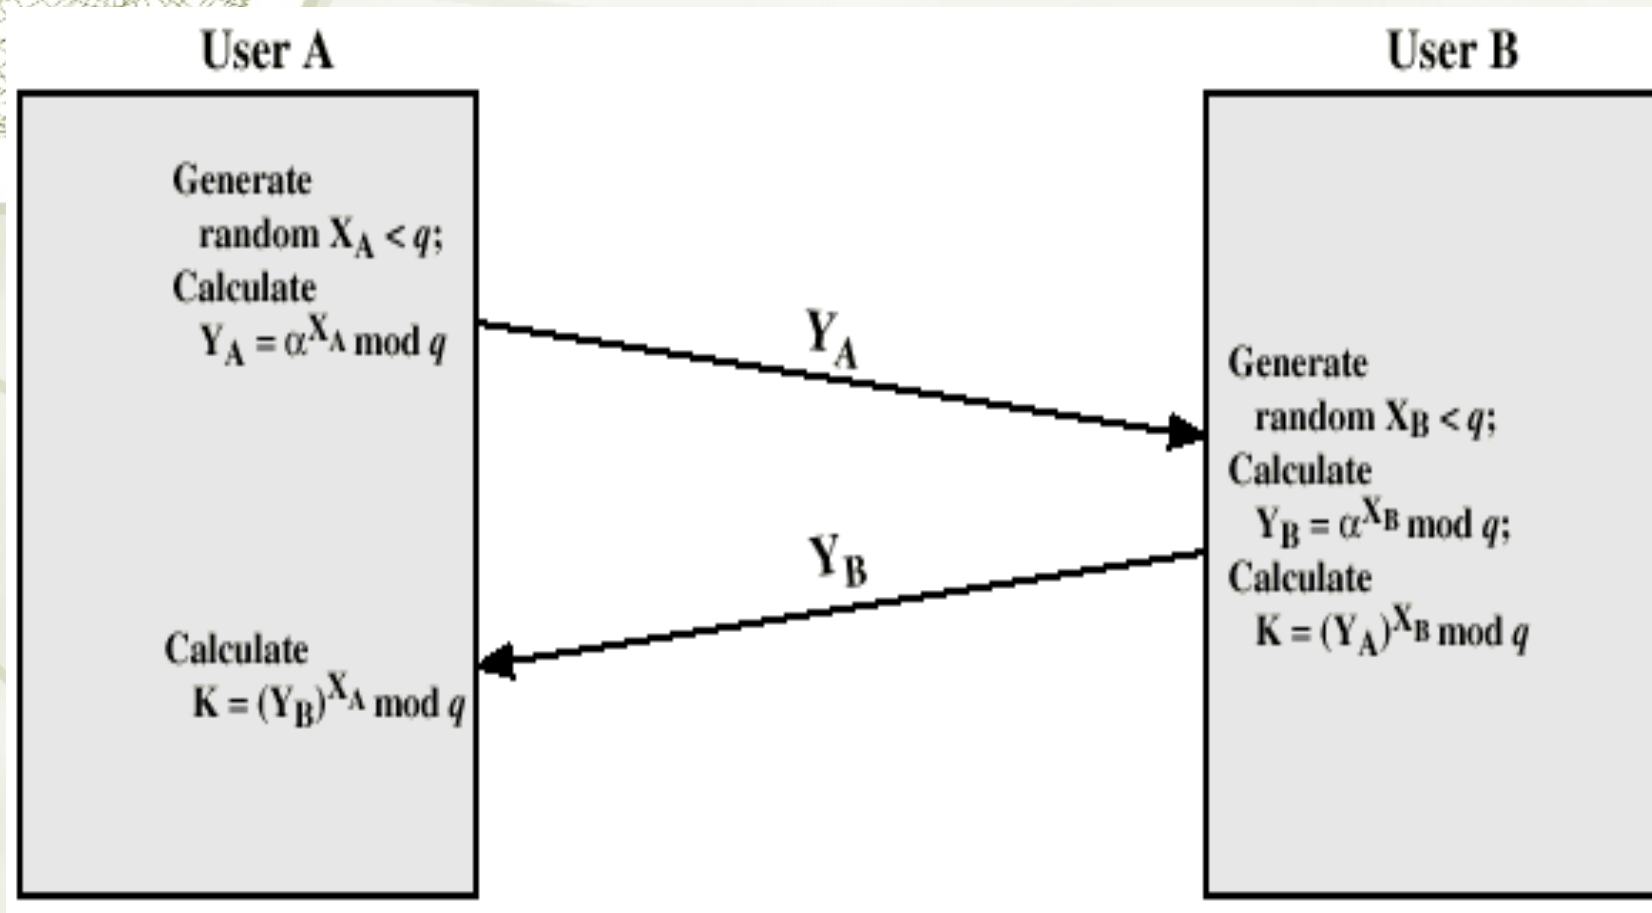 User A
Generate
random X_A < q;
Calculate
Y_A = α^X_A mod q
Calculate
K = (Y_B)^X_A mod q
Y_A
Y_B
User B
Generate
random X_B < q;
Calculate
Y_B = α^X_B mod q;
Calculate
K = (Y_A)^X_B mod q